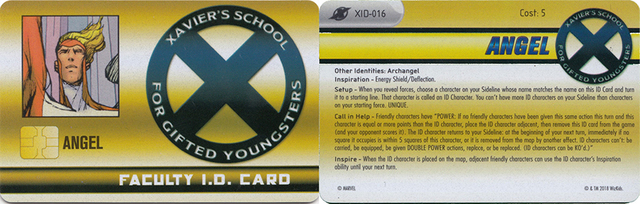 XAVIER'S SCHOOL
FOR GIFTED YOUNGSTERS
ANGEL
FACULTY I.D. CARD
XID-016
Cost: 5
ANGEL
XAVIER'S SCHOOL
FOR GIFTED YOUNGSTERS
Other Identities: Archangel
Inspiration - Energy Shield/Deflection.
Setup - When you reveal forces, choose a character on your Sideline whose name matches the name on this ID Card and turn
it to a starting line. That character is called an ID Character. You can't have more ID characters on your Sideline than characters
on your starting force. UNIQUE.
Call in Help - Friendly characters have "POWER: If no friendly characters have been given this same action this turn and this
character is equal or more points than the ID character, place the ID character adjacent, then remove this ID card from the game
(and your opponent scores it). The ID character returns to your Sideline: at the beginning of your next turn, immediately if no
square it occupies is within 5 squares of this character, or it is removed from the map by another effect. ID characters can't: be
carried, be equipped, be given DOUBLE POWER actions, replace, or be replaced. (ID characters can be KO'd.)"
Inspire - When the ID character is placed on the map, adjacent friendly characters can use the ID character's Inspiration
ability until your next turn.
© MARVEL
© & TM 2018 WizKids.